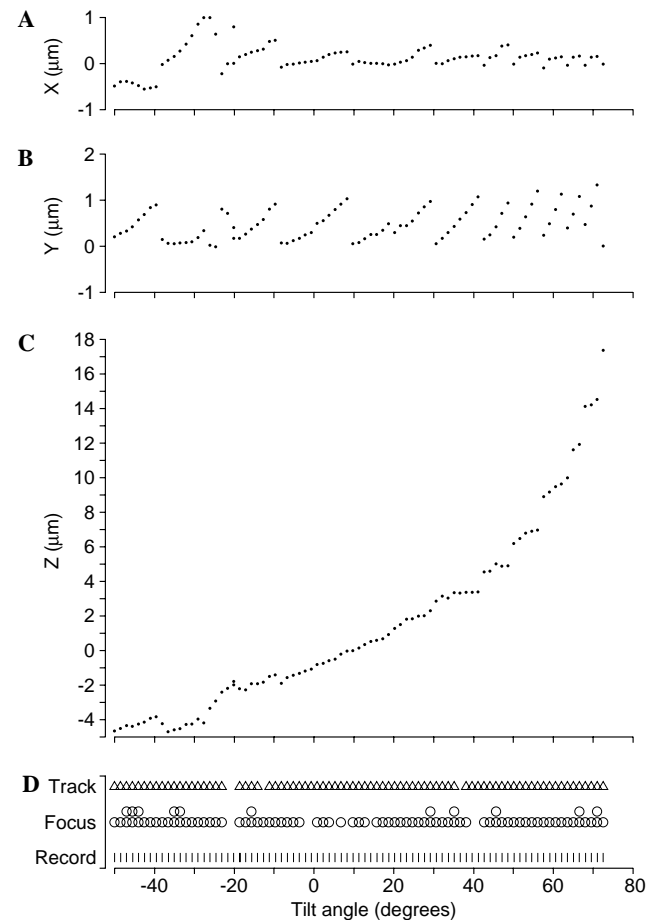 A
X (μm)
1
0
-1
B
Y (μm)
2
1
0
-1
C
Z (μm)
18
16
14
12
10
8
6
4
2
0
-2
-4
D
Track
Focus
Record
-40
-20
0
20
40
60
80
Tilt angle (degrees)